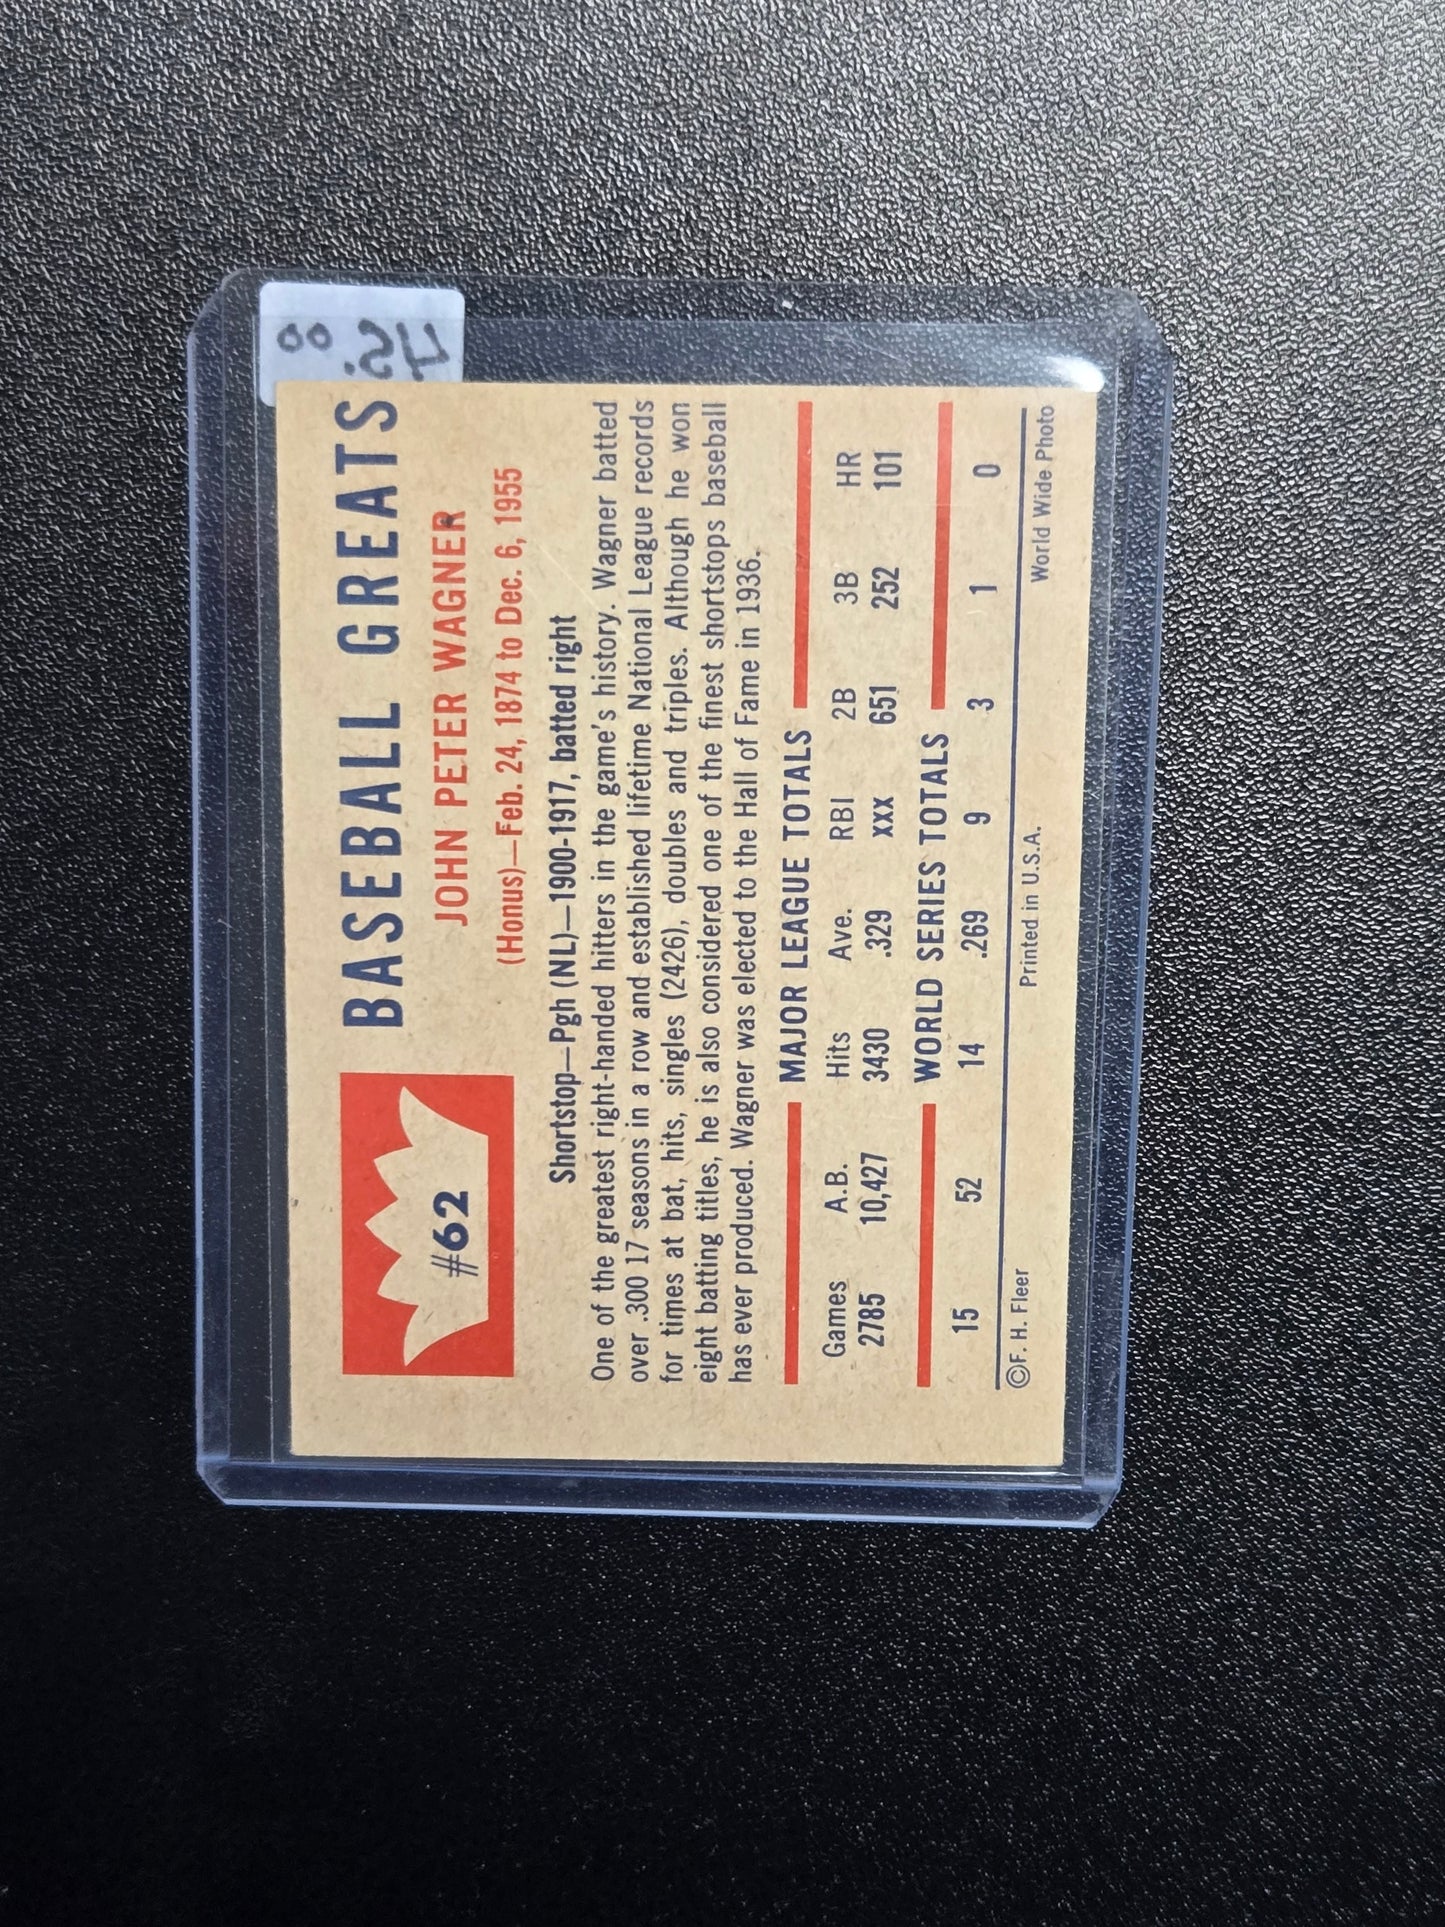 BASEBALL GREATS
#62
JOHN PETER WAGNER
(Honus)—Feb. 24, 1874 to Dec. 6, 1955
Shortstop—Pgh (NL)—1900-1917, batted right
One of the greatest right-handed hitters in the game's history. Wagner batted
over .300 17 seasons in a row and established lifetime National League records
for times at bat, hits, singles (2426), doubles and triples. Although he won
eight batting titles, he is also considered one of the finest shortstops baseball
has ever produced. Wagner was elected to the Hall of Fame in 1936.
MAJOR LEAGUE TOTALS
Games A.B. Hits Ave. RBI 2B 3B HR
2785 10,427 3430 .329 xxx 651 252 101
WORLD SERIES TOTALS
15 52 14 .269 9 3 1 0
©F. H. Fleer Printed in U.S.A. World Wide Photo